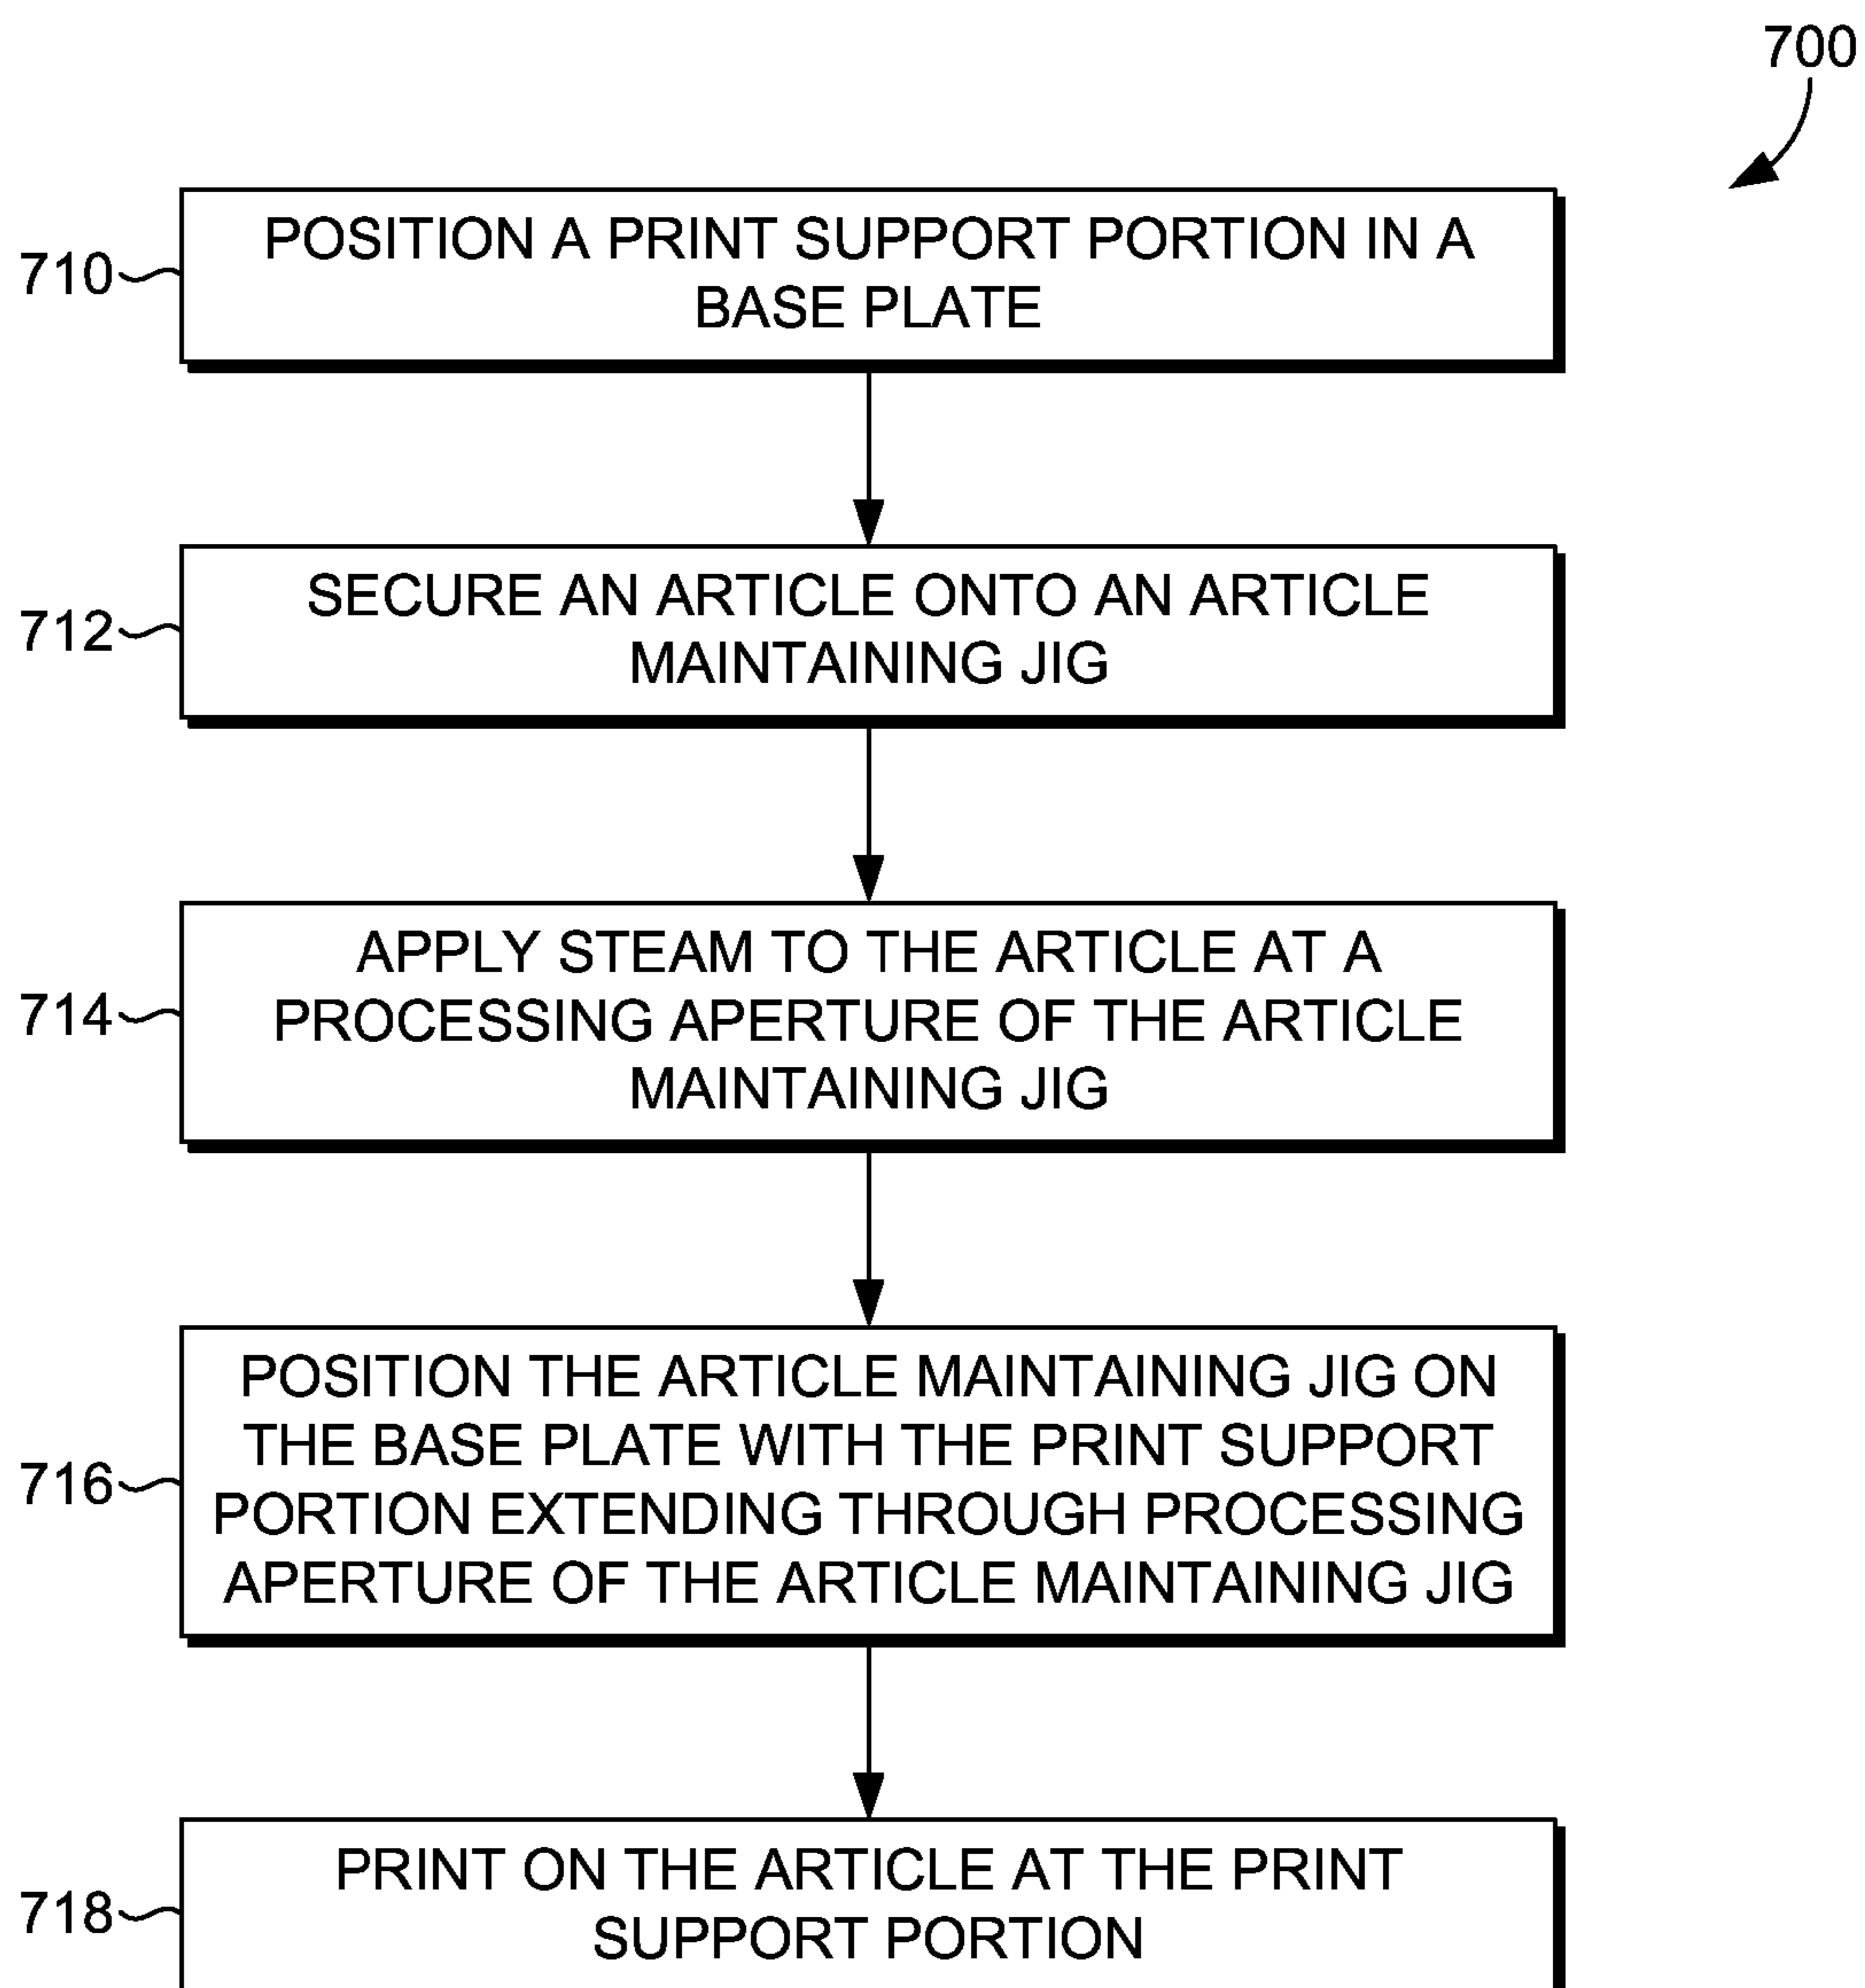 700
710
POSITION A PRINT SUPPORT PORTION IN A
BASE PLATE
712
SECURE AN ARTICLE ONTO AN ARTICLE
MAINTAINING JIG
714
APPLY STEAM TO THE ARTICLE AT A
PROCESSING APERTURE OF THE ARTICLE
MAINTAINING JIG
716
POSITION THE ARTICLE MAINTAINING JIG ON
THE BASE PLATE WITH THE PRINT SUPPORT
PORTION EXTENDING THROUGH PROCESSING
APERTURE OF THE ARTICLE MAINTAINING JIG
718
PRINT ON THE ARTICLE AT THE PRINT
SUPPORT PORTION